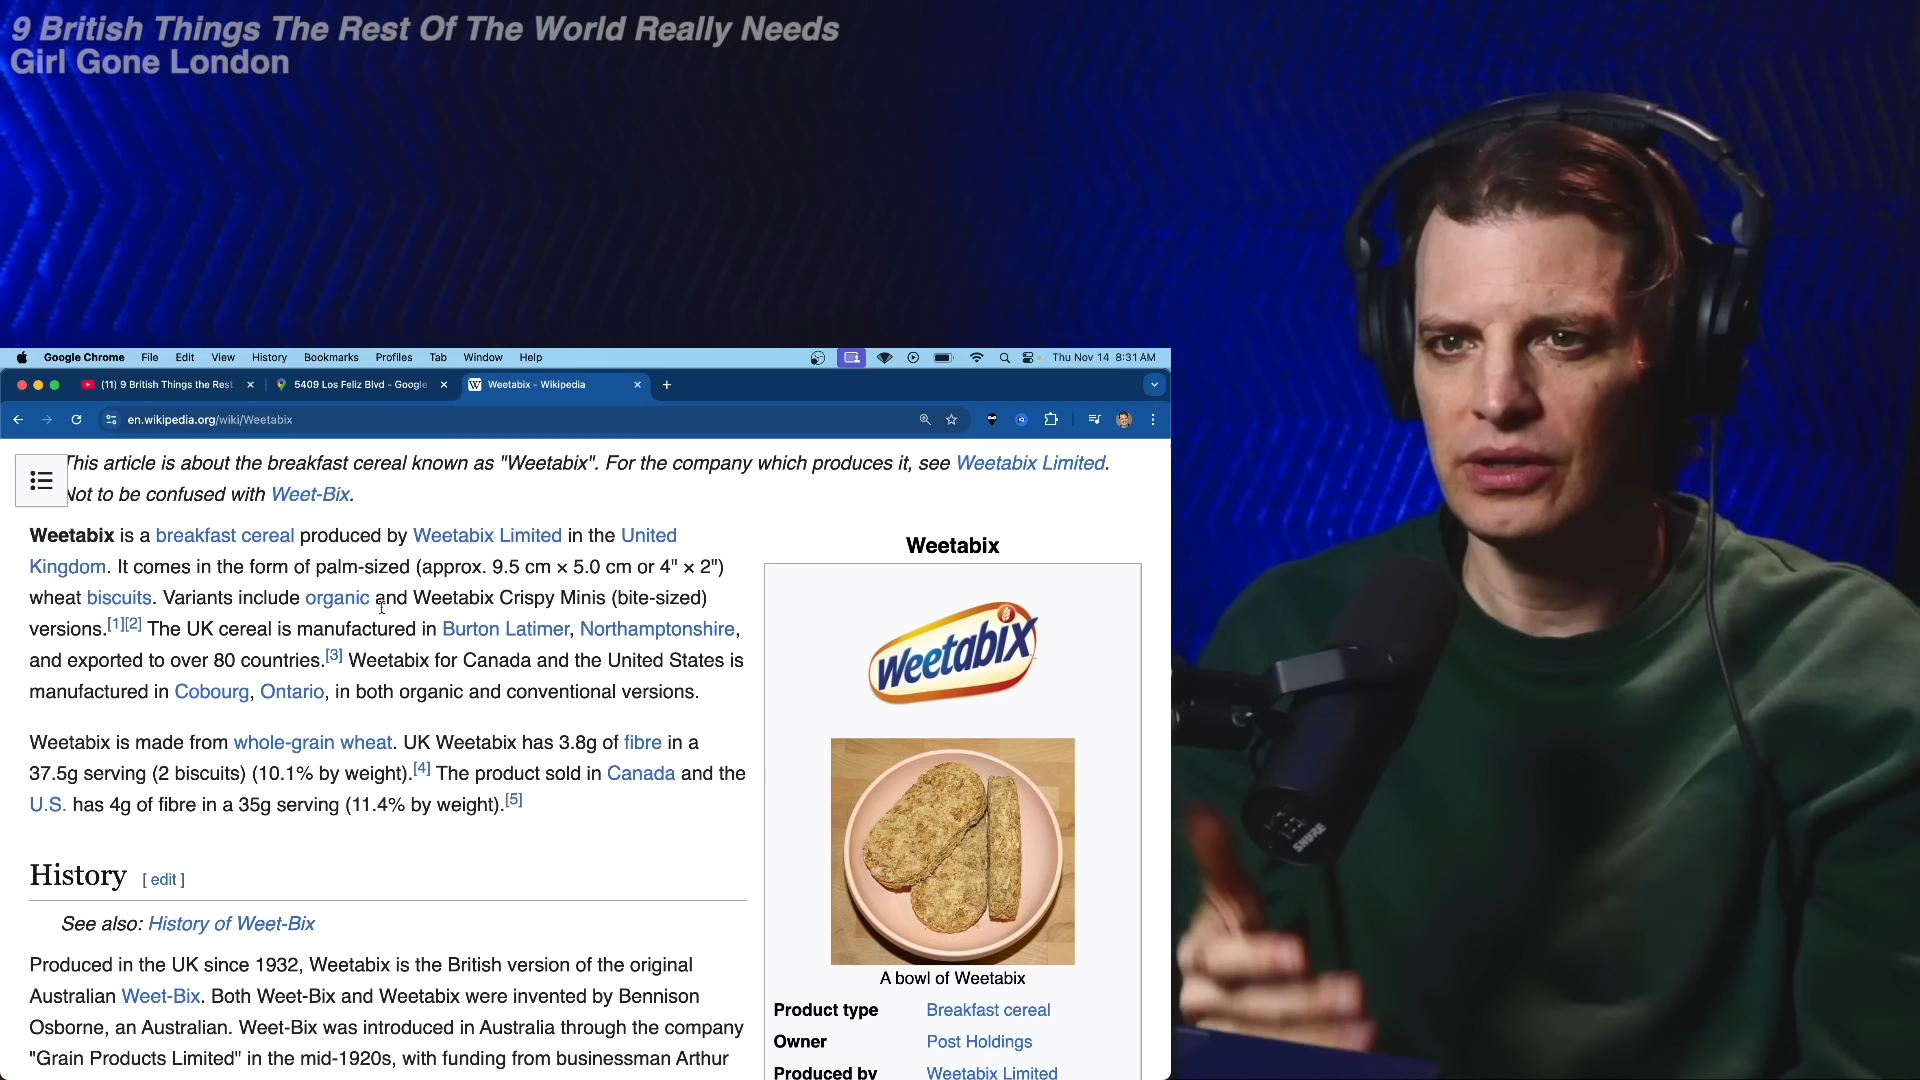 9 British Things The Rest Of The World Really Needs
Girl Gone London
Google Chrome File Edit View History Bookmarks Profiles Tab Window Help Thu Nov 14 8:31 AM
(11) 9 British Things the Rest 5409 Los Feliz Blvd - Google W Weetabix - Wikipedia
en.wikipedia.org/wiki/Weetabix
This article is about the breakfast cereal known as "Weetabix". For the company which produces it, see Weetabix Limited.
Not to be confused with Weet-Bix.
Weetabix is a breakfast cereal produced by Weetabix Limited in the United
Kingdom. It comes in the form of palm-sized (approx. 9.5 cm × 5.0 cm or 4" × 2")
wheat biscuits. Variants include organic and Weetabix Crispy Minis (bite-sized)
versions.[1][2] The UK cereal is manufactured in Burton Latimer, Northamptonshire,
and exported to over 80 countries.[3] Weetabix for Canada and the United States is
manufactured in Cobourg, Ontario, in both organic and conventional versions.
Weetabix is made from whole-grain wheat. UK Weetabix has 3.8g of fibre in a
37.5g serving (2 biscuits) (10.1% by weight).[4] The product sold in Canada and the
U.S. has 4g of fibre in a 35g serving (11.4% by weight).[5]
History [ edit ]
See also: History of Weet-Bix
Produced in the UK since 1932, Weetabix is the British version of the original
Australian Weet-Bix. Both Weet-Bix and Weetabix were invented by Bennison
Osborne, an Australian. Weet-Bix was introduced in Australia through the company
"Grain Products Limited" in the mid-1920s, with funding from businessman Arthur
Weetabix
Weetabix
A bowl of Weetabix
Product type Breakfast cereal
Owner Post Holdings
Produced by Weetabix Limited
SHURE